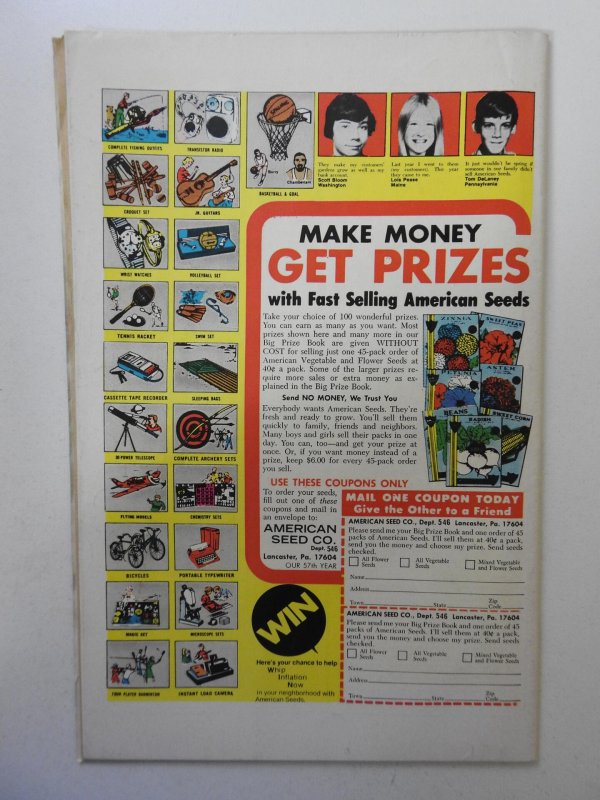 COMPLETE FISHING OUTFITS
TRANSISTOR RADIO
SPALDING
Barry
Chamberlain
BASKETBALL & GOAL
They make my customers'
gardens grow as well as my
bank account.
Scott Bloom
Washington
Last year I went to them
(my customers). This year
they came to me.
Lois Pease
Maine
It just wouldn't be spring if
someone in our family didn't
sell American Seeds.
Tom DeLaney
Pennsylvania
CROQUET SET
JR. GUITARS
WRIST WATCHES
VOLLEYBALL SET
TENNIS RACKET
SWIM SET
CASSETTE TAPE RECORDER
SLEEPING BAGS
30-POWER TELESCOPE
COMPLETE ARCHERY SETS
FLYING MODELS
CHEMISTRY SETS
BICYCLES
PORTABLE TYPEWRITER
MAGIC SET
MICROSCOPE SETS
FOUR PLAYER BADMINTON
INSTANT LOAD CAMERA
MAKE MONEY
GET PRIZES
with Fast Selling American Seeds
Take your choice of 100 wonderful prizes.
You can earn as many as you want. Most
prizes shown here and many more in our
Big Prize Book are given WITHOUT
COST for selling just one 45-pack order of
American Vegetable and Flower Seeds at
40¢ a pack. Some of the larger prizes re-
quire more sales or extra money as ex-
plained in the Big Prize Book.
Send NO MONEY, We Trust You
Everybody wants American Seeds. They're
fresh and ready to grow. You'll sell them
quickly to family, friends and neighbors.
Many boys and girls sell their packs in one
day. You can, too—and get your prize at
once. Or, if you want money instead of a
prize, keep $6.00 for every 45-pack order
you sell.
ZINNIA
SWEET PEAS
PETUNIA
ASTER
BEANS
RADISH
SWEET CORN
USE THESE COUPONS ONLY
To order your seeds,
fill out one of these
coupons and mail in
an envelope to:
AMERICAN
SEED CO.
Dept. 546
Lancaster, Pa. 17604
OUR 57TH YEAR
MAIL ONE COUPON TODAY
Give the Other to a Friend
AMERICAN SEED CO., Dept. 546 Lancaster, Pa. 17604
Please send me your Big Prize Book and one order of 45
packs of American Seeds. I'll sell them at 40¢ a pack,
send you the money and choose my prize. Send seeds
checked.
All Flower
Seeds
All Vegetable
Seeds
Mixed Vegetable
and Flower Seeds
Name
Address
Town State Zip
Code
AMERICAN SEED CO., Dept. 546 Lancaster, Pa. 17604
Please send me your Big Prize Book and one order of 45
packs of American Seeds. I'll sell them at 40¢ a pack,
send you the money and choose my prize. Send seeds
checked.
All Flower
Seeds
All Vegetable
Seeds
Mixed Vegetable
and Flower Seeds
Name
Address
Town State Zip
Code
WIN
Here's your chance to help
Whip
Inflation
Now
in your neighborhood with
American Seeds.